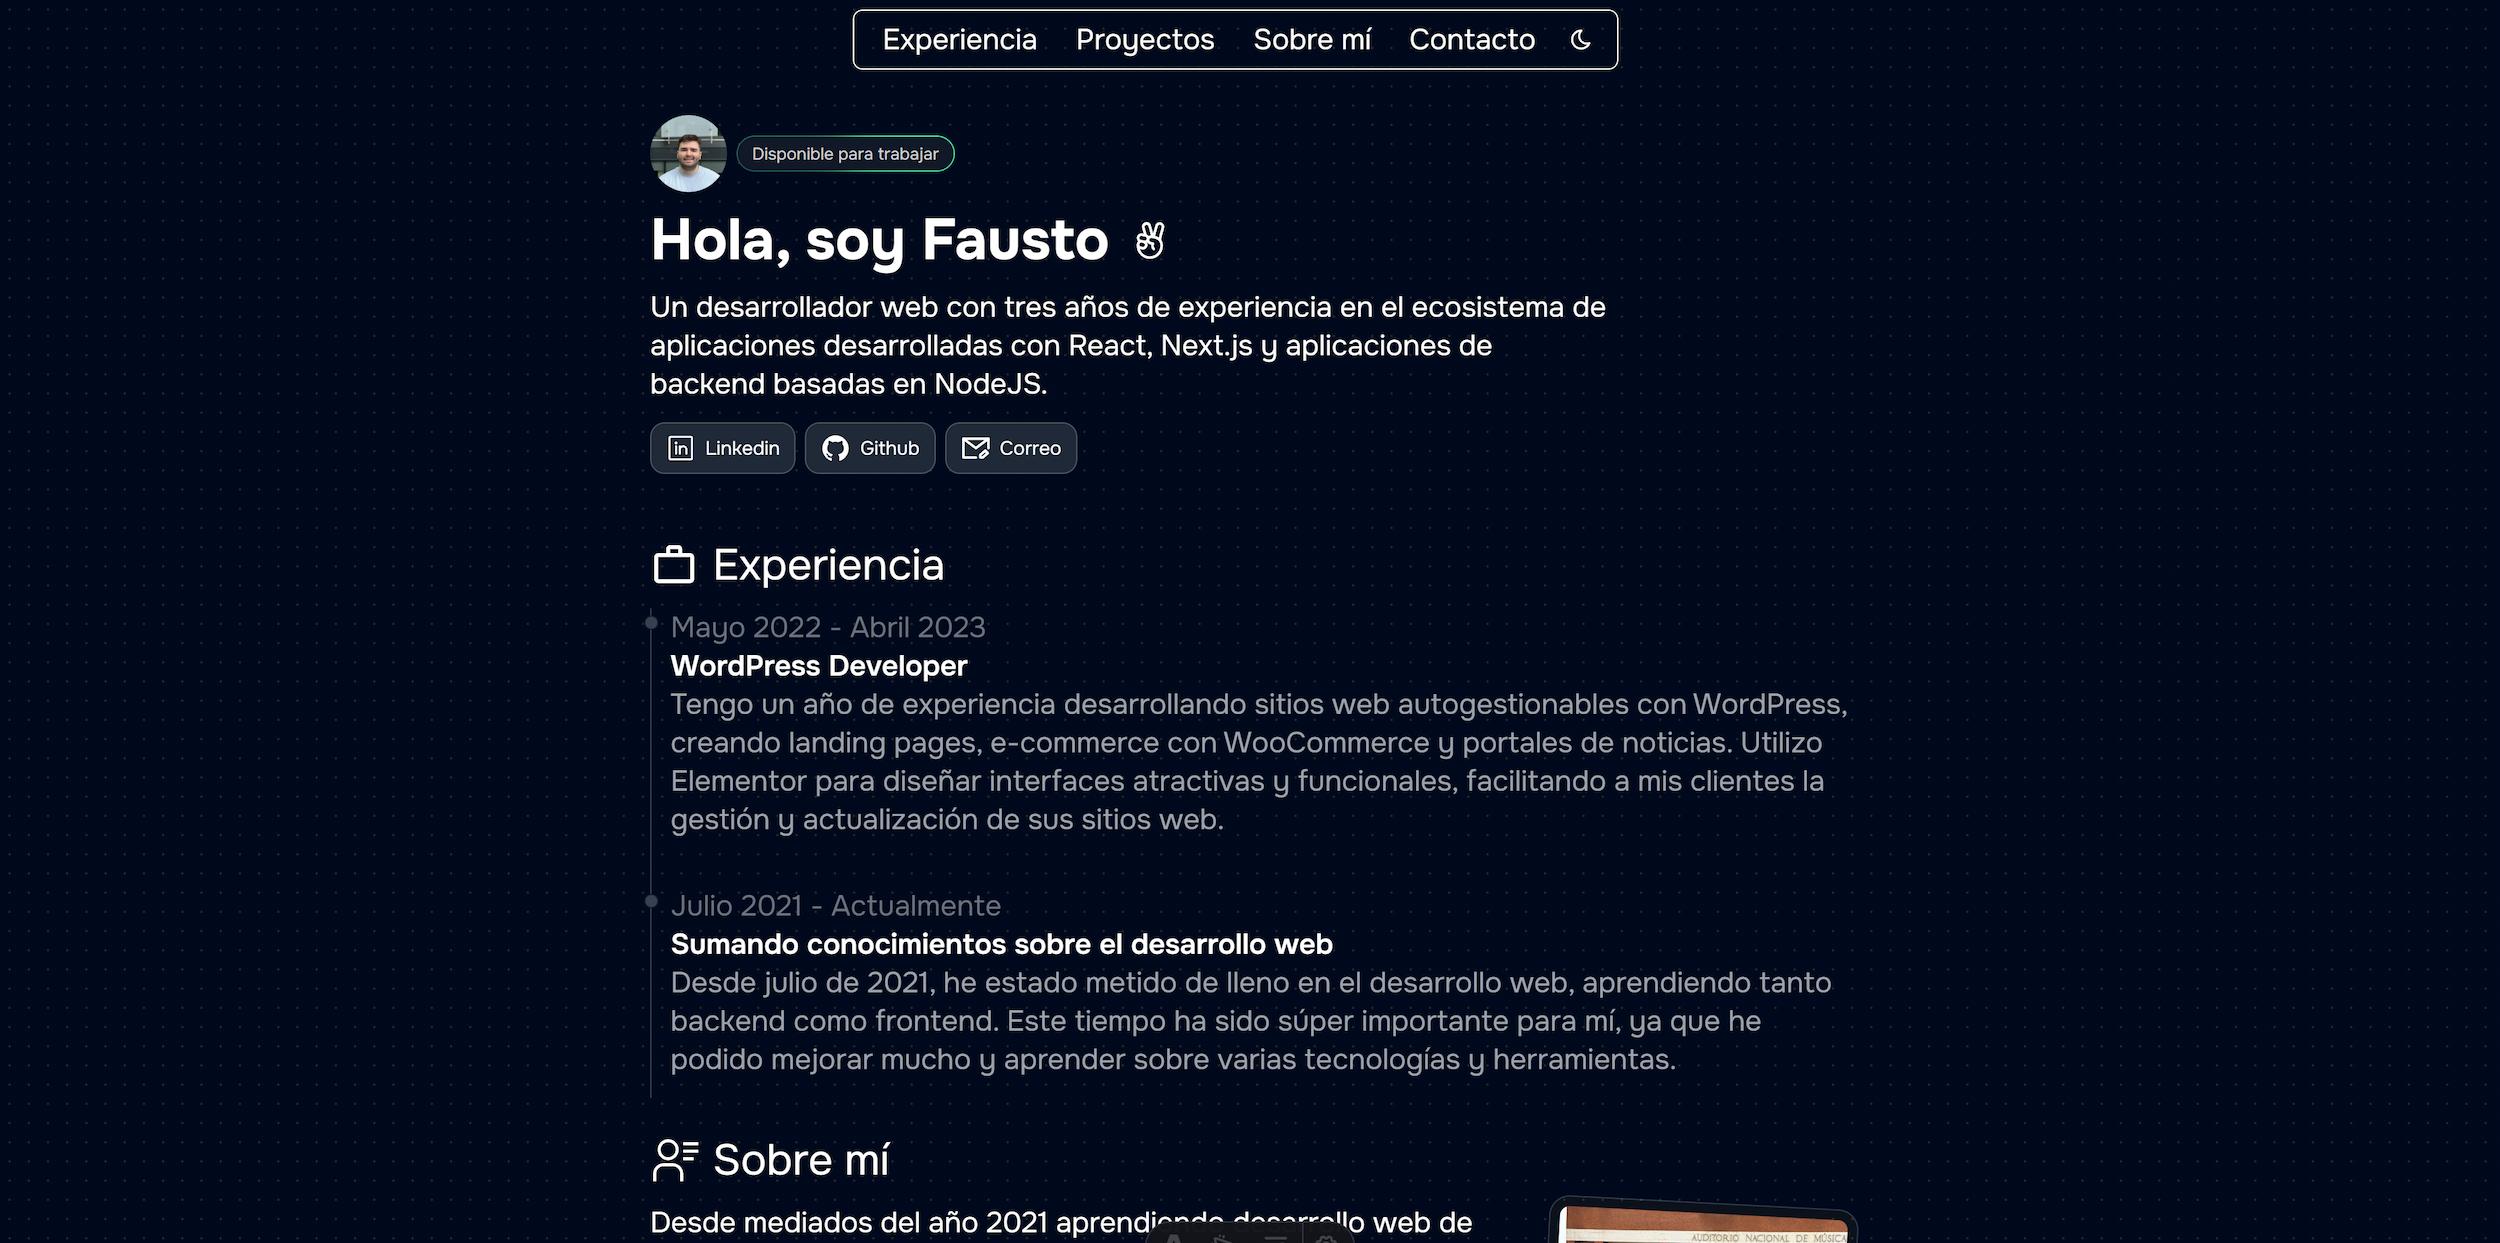 Experiencia Proyectos Sobre mí Contacto
Disponible para trabajar
Hola, soy Fausto
Un desarrollador web con tres años de experiencia en el ecosistema de
aplicaciones desarrolladas con React, Next.js y aplicaciones de
backend basadas en NodeJS.
in Linkedin Github Correo
Experiencia
Mayo 2022 - Abril 2023
WordPress Developer
Tengo un año de experiencia desarrollando sitios web autogestionables con WordPress,
creando landing pages, e-commerce con WooCommerce y portales de noticias. Utilizo
Elementor para diseñar interfaces atractivas y funcionales, facilitando a mis clientes la
gestión y actualización de sus sitios web.
Julio 2021 - Actualmente
Sumando conocimientos sobre el desarrollo web
Desde julio de 2021, he estado metido de lleno en el desarrollo web, aprendiendo tanto
backend como frontend. Este tiempo ha sido súper importante para mí, ya que he
podido mejorar mucho y aprender sobre varias tecnologías y herramientas.
Sobre mí
Desde mediados del año 2021 aprendiendo desarrollo web de
AUDITORIO NACIONAL DE MÚSICA